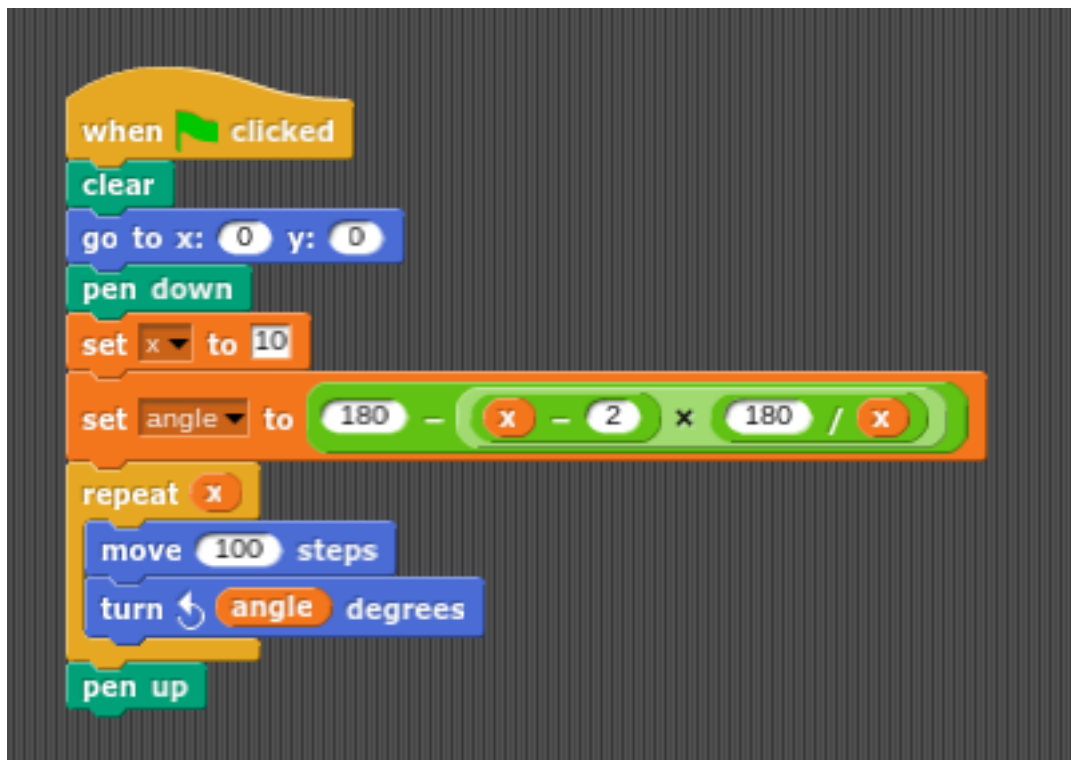 when clicked
clear
go to x: 0 y: 0
pen down
set x to 10
set angle to 180 - x - 2 × 180 / x
repeat x
move 100 steps
turn angle degrees
pen up